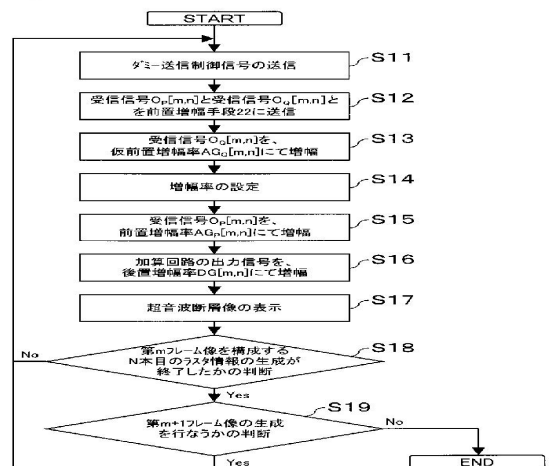 START
ダミー送信制御信号の送信
S11
受信信号OP[m,n]と受信信号OQ[m,n]と
を前置増幅手段22に送信
S12
受信信号OQ[m,n]を、
仮前置増幅率AGQ[m,n]にて増幅
S13
増幅率の設定
S14
受信信号OP[m,n]を、
前置増幅率AGP[m,n]にて増幅
S15
加算回路の出力信号を、
後置増幅率DG[m,n]にて増幅
S16
超音波断層像の表示
S17
第mフレーム像を構成する
N本目のラスタ情報の生成が
終了したかの判断
S18
No
Yes
第m+1フレーム像の生成
を行なうかの判断
S19
No
Yes
END